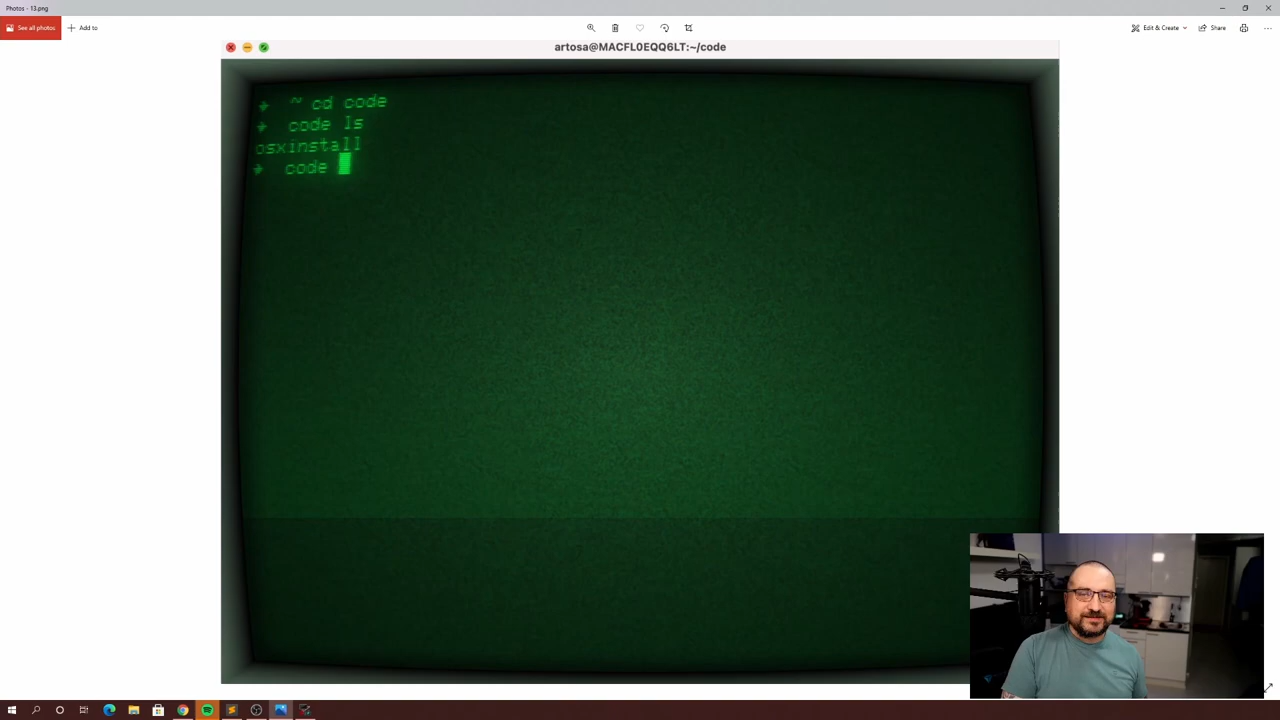 Photos - 13.png
See all photos
Add to
Edit & Create
Share
artosa@MACFL0EQQ6LT:~/code
~ cd code
code ls
osxinstall
code